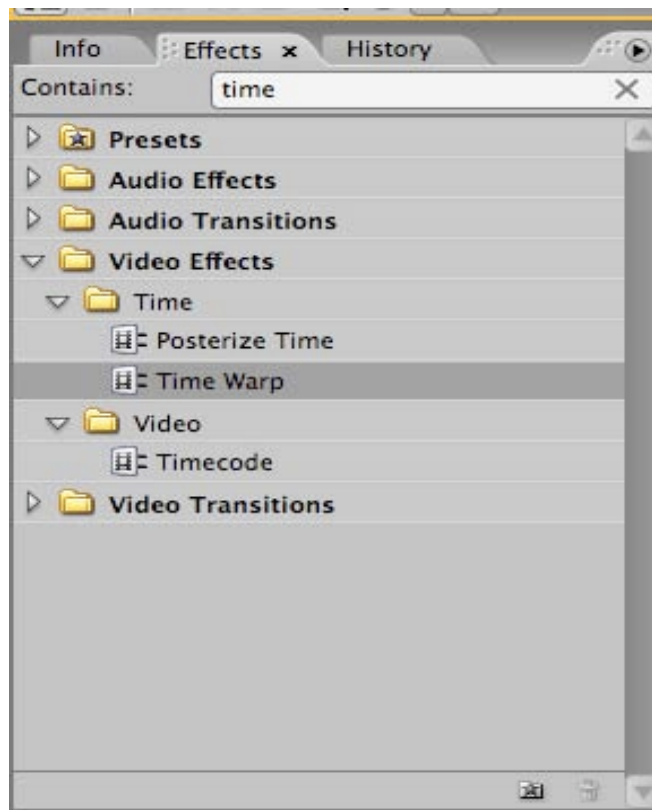 Info Effects x History
Contains: time
Presets
Audio Effects
Audio Transitions
Video Effects
Time
Posterize Time
Time Warp
Video
Timecode
Video Transitions